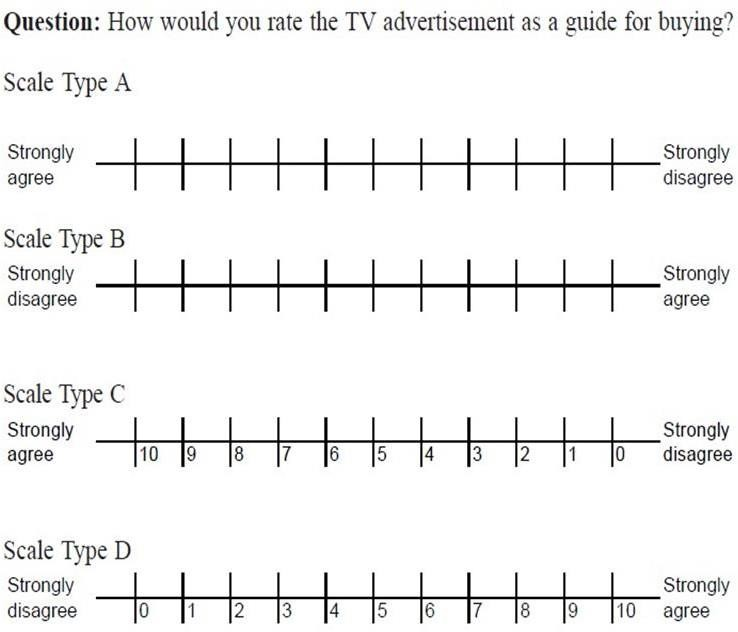 Question: How would you rate the TV advertisement as a guide for buying?
Scale Type A
Strongly agree Strongly disagree
Scale Type B
Strongly disagree Strongly agree
Scale Type C
Strongly agree 10 9 8 7 6 5 4 3 2 1 0 Strongly disagree
Scale Type D
Strongly disagree 0 1 2 3 4 5 6 7 8 9 10 Strongly agree